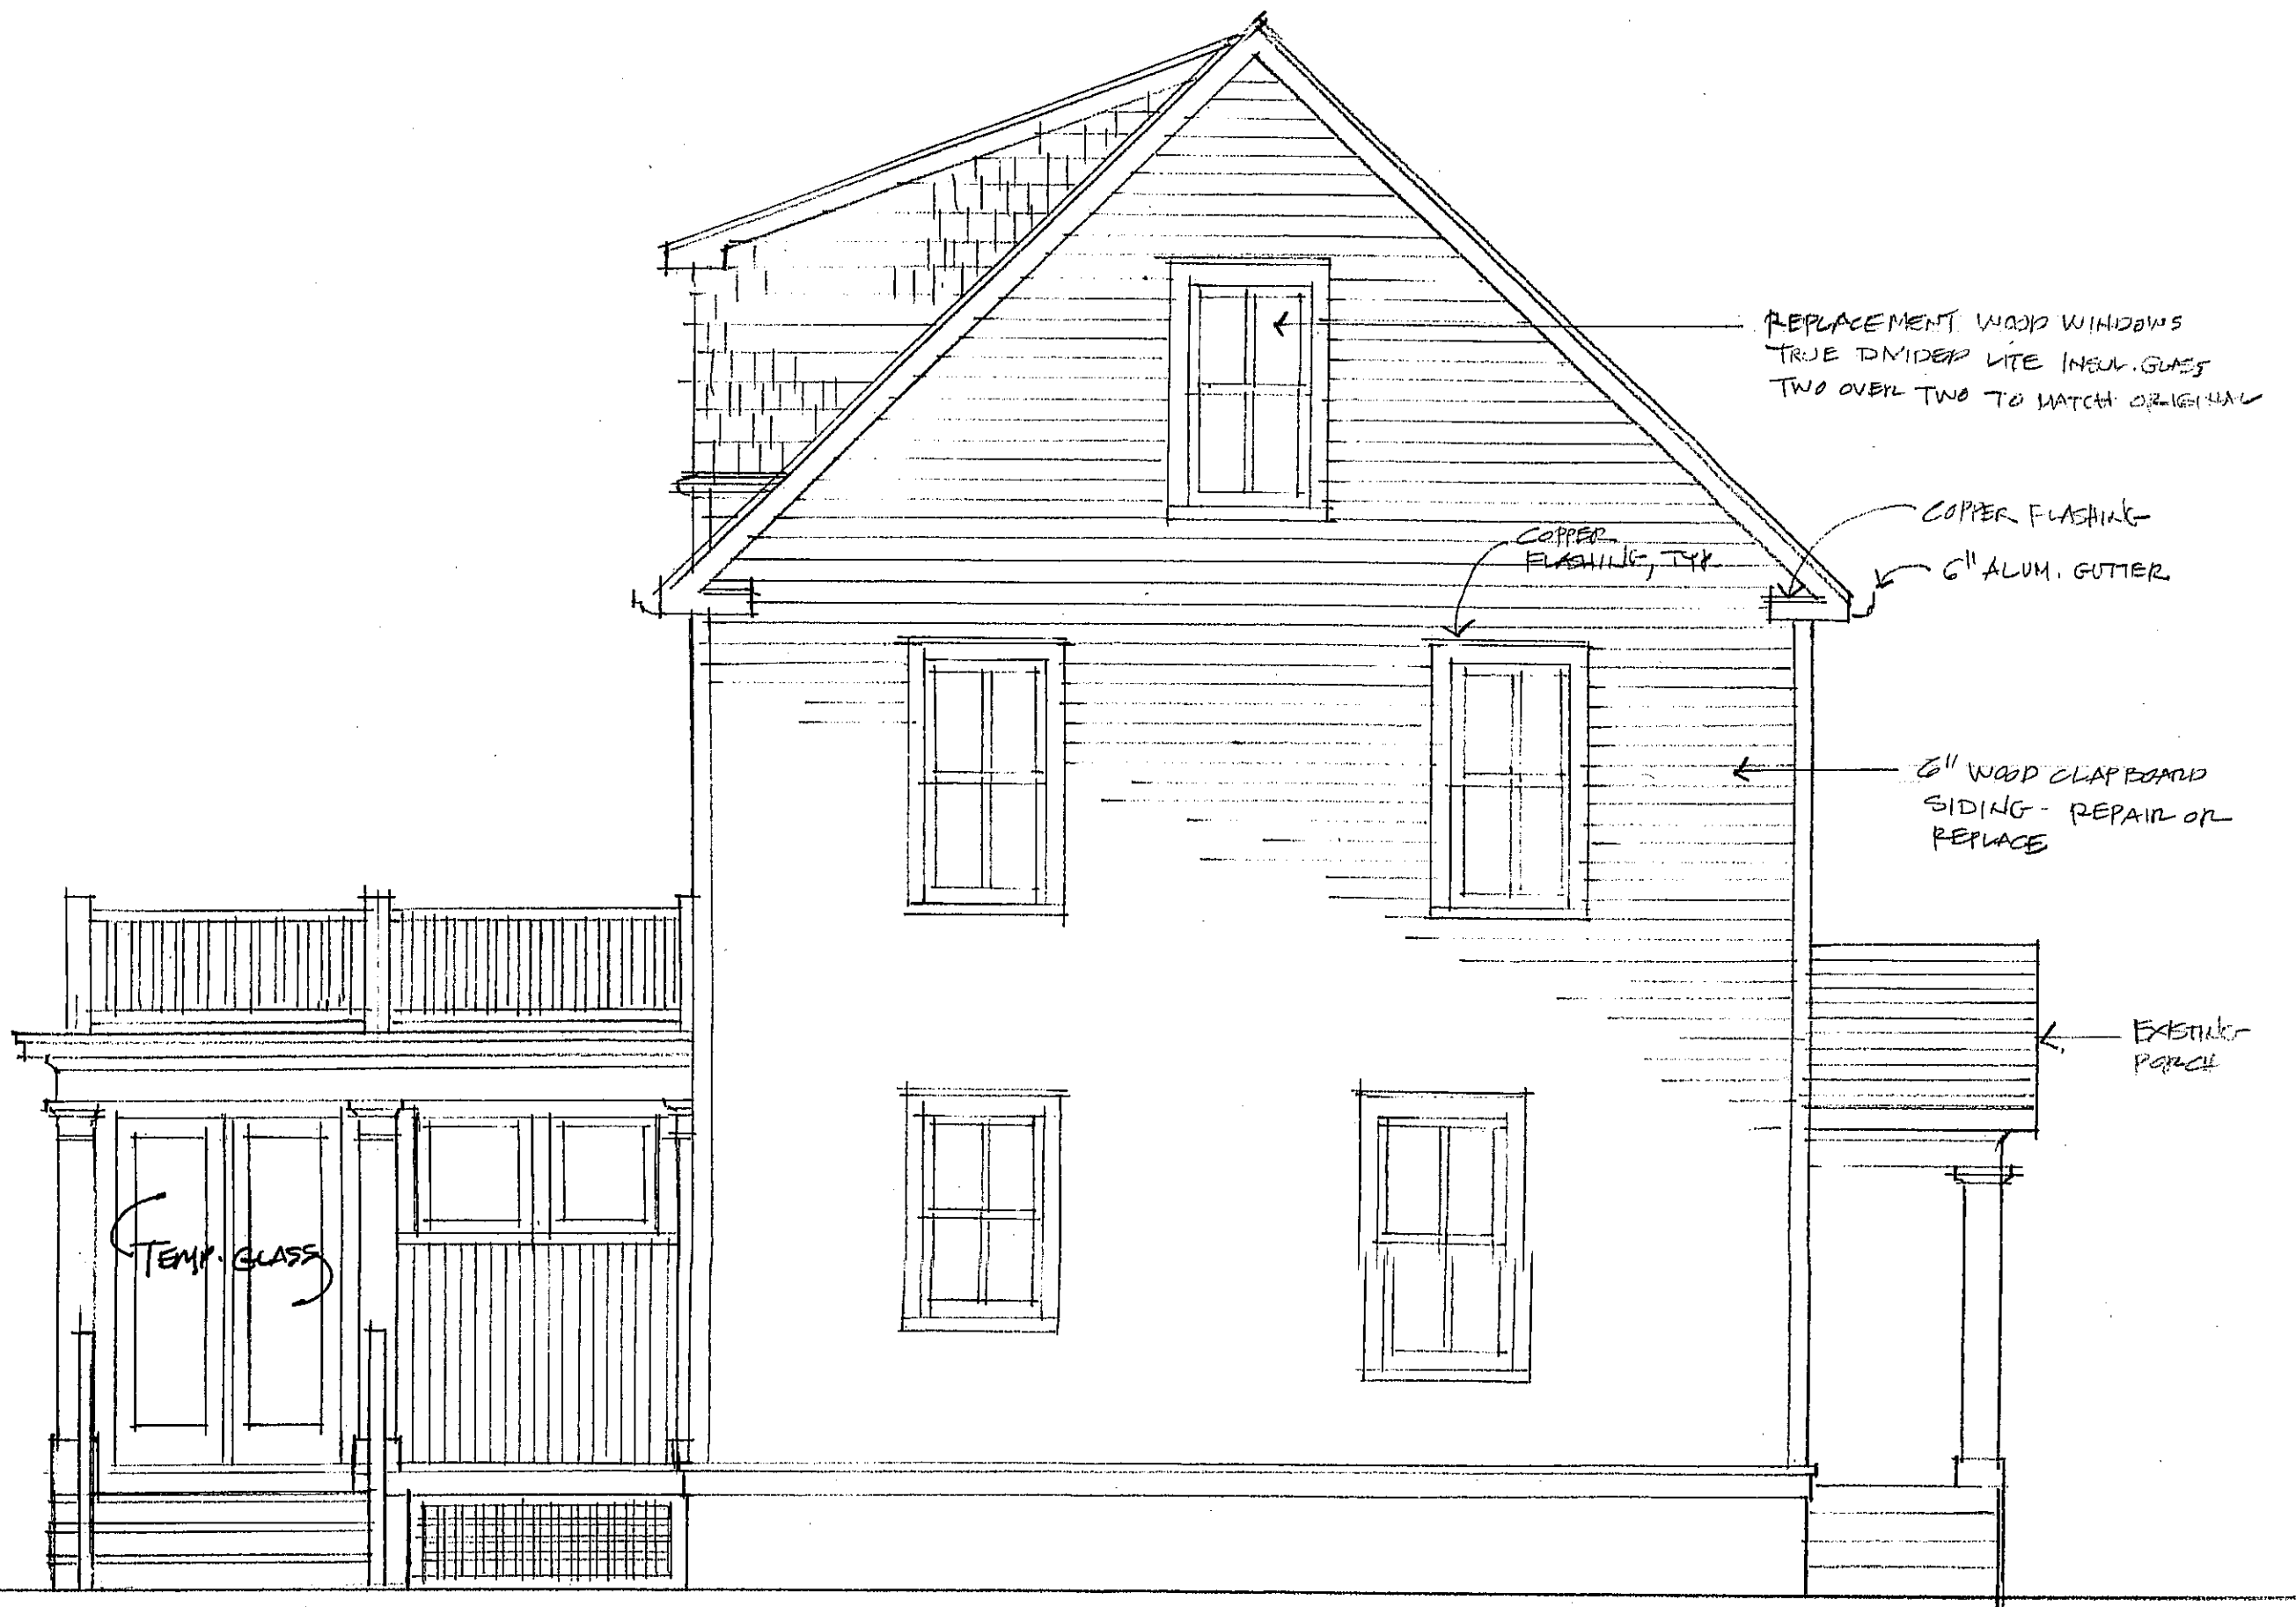 REPLACEMENT WOOD WINDOWS
TRUE DIVIDED LITE INSUL. GLASS
TWO OVER TWO TO MATCH ORIGINAL
COPPER FLASHING
COPPER
FLASHING, TYP.
6" ALUM. GUTTER
6" WOOD CLAPBOARD
SIDING - REPAIR OR
REPLACE
EXISTING
PORCH
TEMP. GLASS